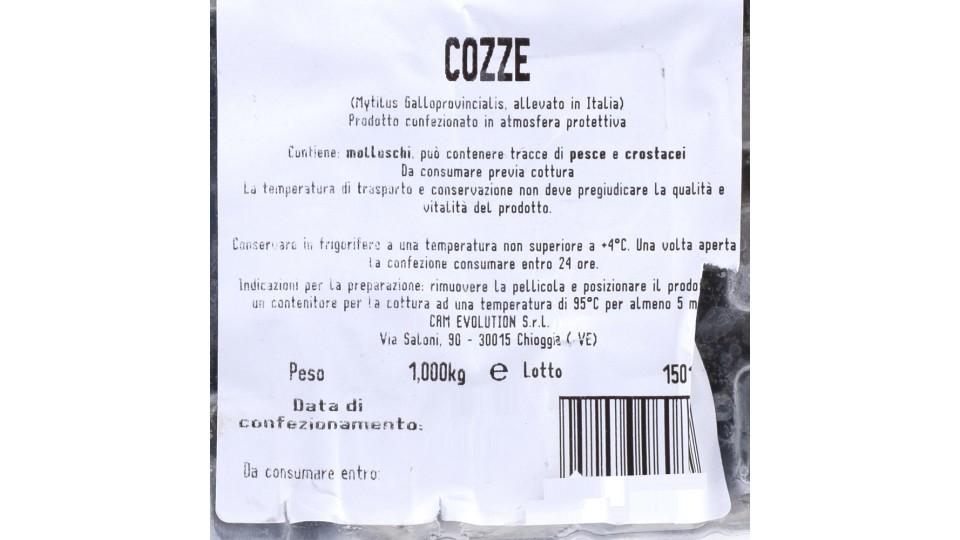 COZZE
(Mytilus Galloprovincialis, allevato in Italia)
Prodotto confezionato in atmosfera protettiva
Contiene: molluschi, può contenere tracce di pesce e crostacei
Da consumare previa cottura
La temperatura di trasporto e conservazione non deve pregiudicare la qualità e
vitalità del prodotto.
Conservare in frigorifero a una temperatura non superiore a +4°C. Una volta aperta
la confezione consumare entro 24 ore.
Indicazioni per la preparazione: rimuovere la pellicola e posizionare il prodo
un contenitore per la cottura ad una temperatura di 95°C per almeno 5 m
CAM EVOLUTION S.r.L.
Via Saloni, 90 - 30015 Chioggia ( VE)
Peso 1,000kg e Lotto 150
Data di
confezionamento:
Da consumare entro: